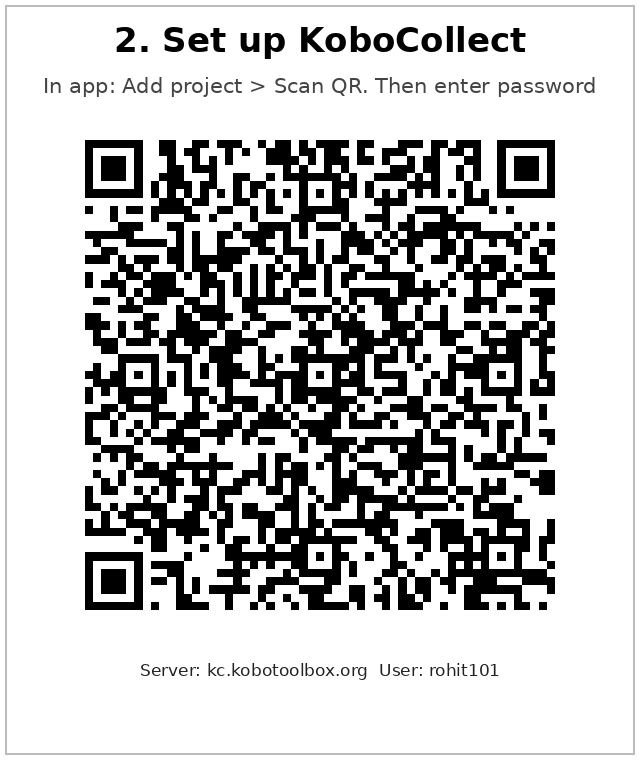 2. Set up KoboCollect
In app: Add project > Scan QR. Then enter password
Server: kc.kobotoolbox.org  User: rohit101